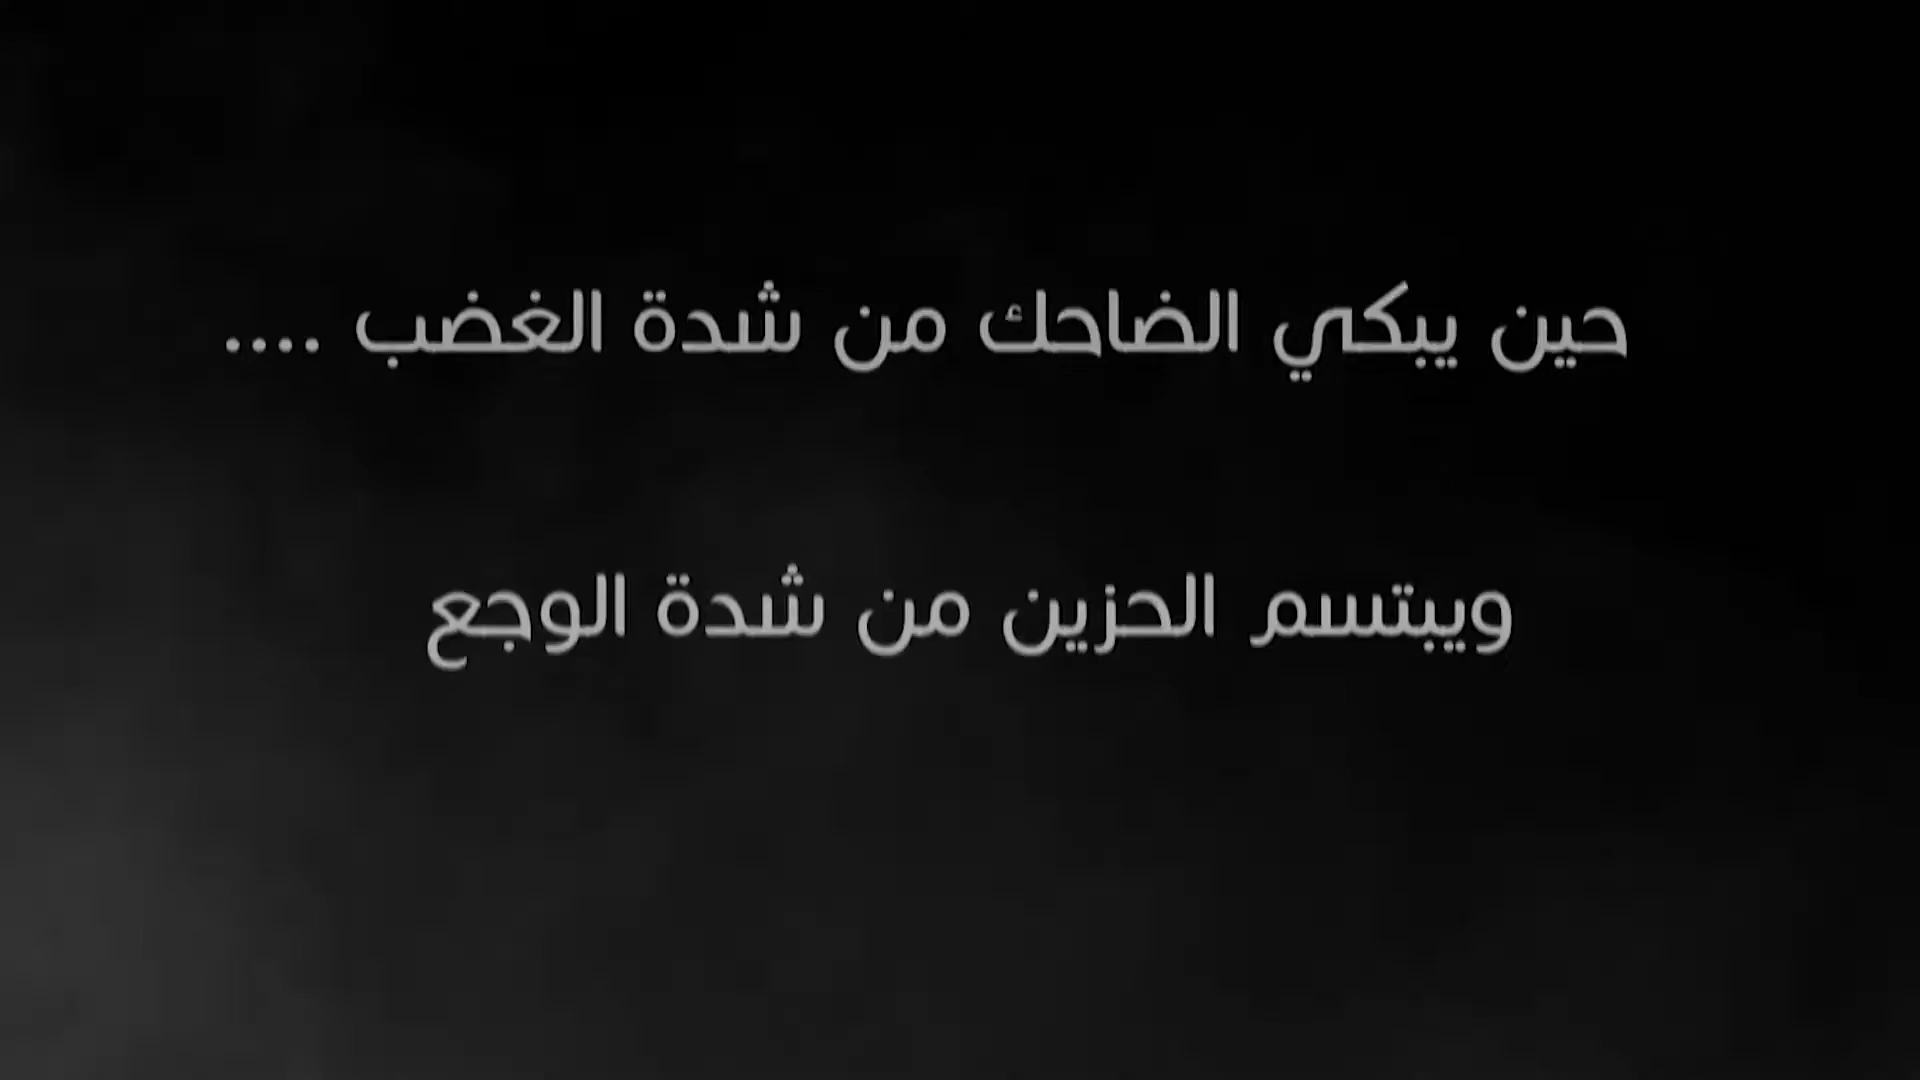 حين يبكي الضاحك من شدة الغضب ....
ويبتسم الحزين من شدة الوجع